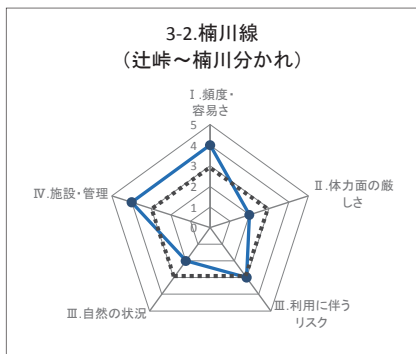 3-2.楠川線
（辻峠～楠川分かれ）
Ⅰ.頻度・
容易さ
5
4
3
2
1
0
Ⅱ.体力面の厳
しさ
Ⅲ.利用に伴う
リスク
Ⅲ.自然の状況
Ⅳ.施設・管理